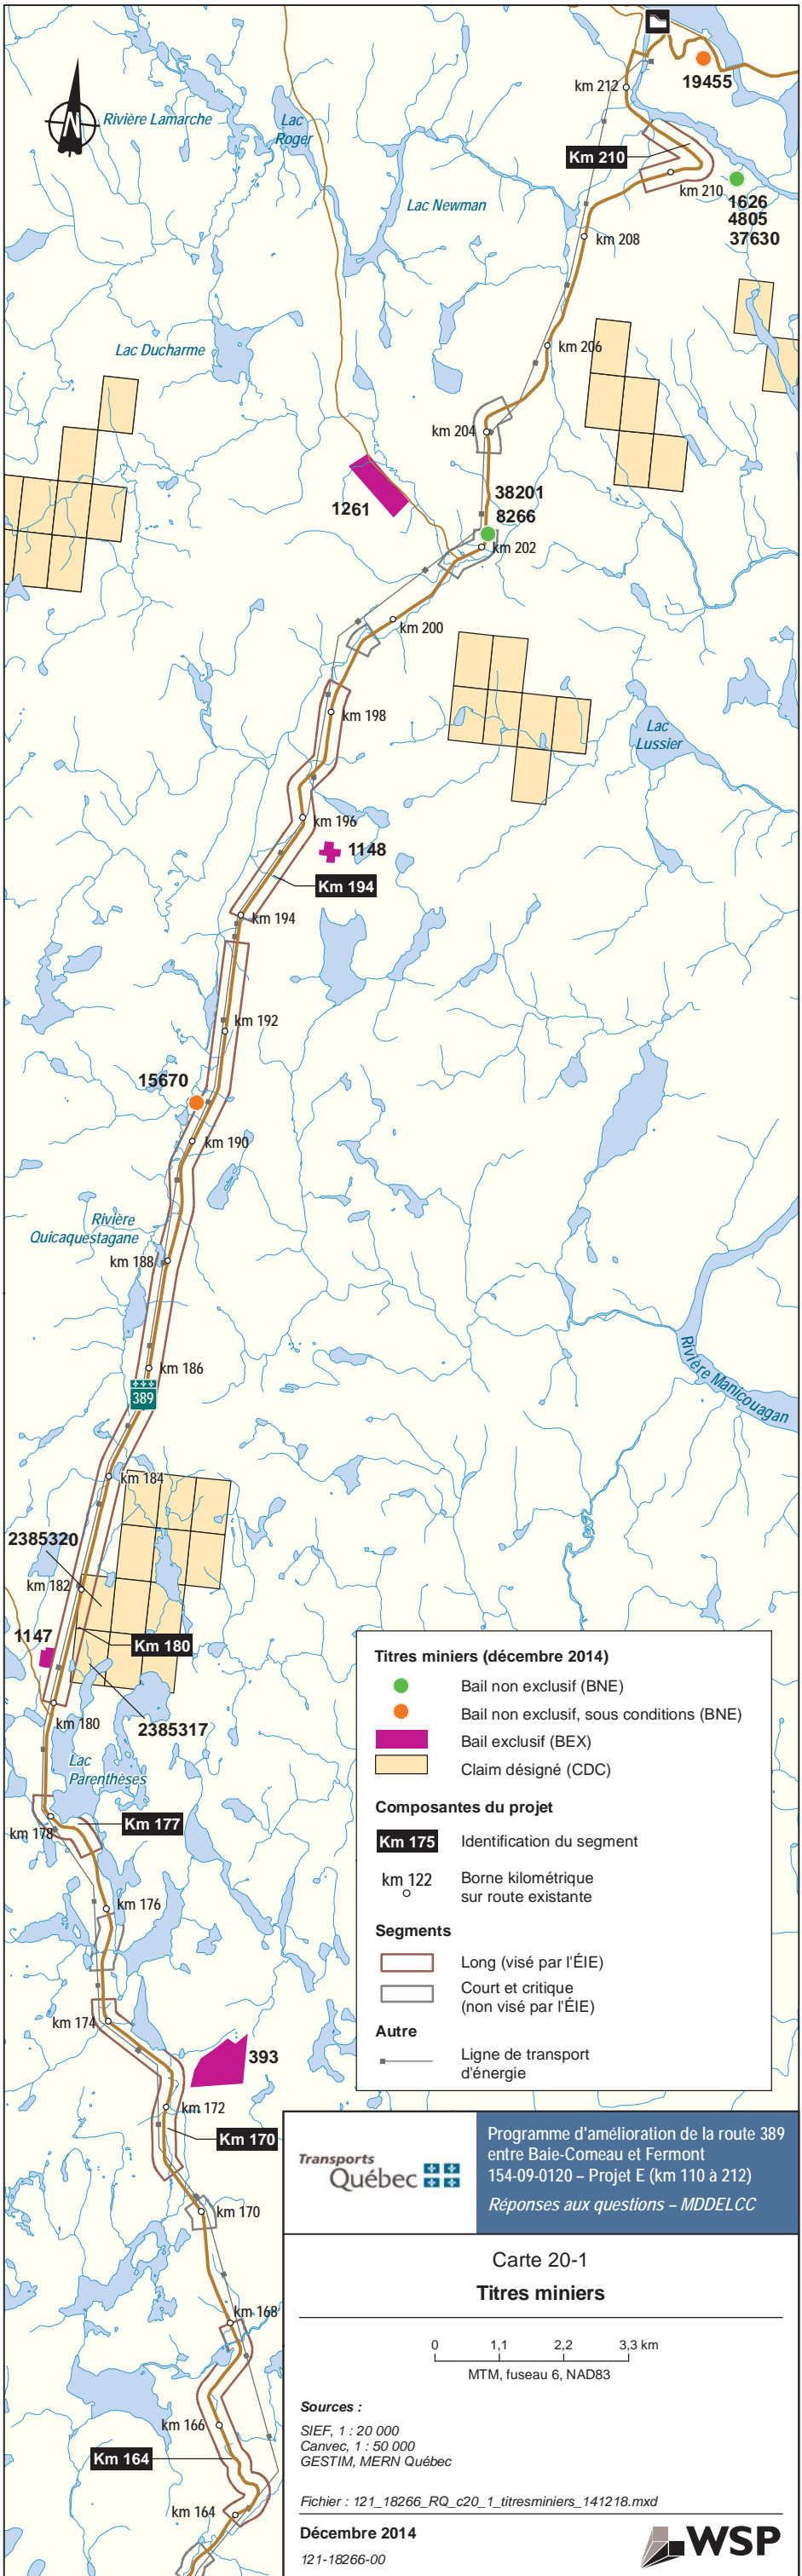 km 212
19455
Rivière Lamarche
Lac
Roger
N
Km 210
km 210
Lac Newman
1626
4805
37630
km 208
Lac Ducharme
km 206
km 204
1261
38201
8266
km 202
km 200
km 198
Lac
Lussier
km 196
1148
Km 194
km 194
km 192
15670
km 190
Rivière
Quicaquestagane
km 188
Rivière Manicouagan
km 186
389
km 184
2385320
km 182
1147
Km 180
km 180
2385317
Lac
Parenthèses
Km 177
km 178
km 176
km 174
393
km 172
Km 170
km 170
km 168
km 166
Km 164
km 164
Titres miniers (décembre 2014)
Bail non exclusif (BNE)
Bail non exclusif, sous conditions (BNE)
Bail exclusif (BEX)
Claim désigné (CDC)
Composantes du projet
Km 175 Identification du segment
km 122 Borne kilométrique
sur route existante
Segments
Long (visé par l'ÉIE)
Court et critique
(non visé par l'ÉIE)
Autre
Ligne de transport
d'énergie
Transports
Québec
Programme d'amélioration de la route 389
entre Baie-Comeau et Fermont
154-09-0120 – Projet E (km 110 à 212)
Réponses aux questions – MDDELCC
Carte 20-1
Titres miniers
0 1,1 2,2 3,3 km
MTM, fuseau 6, NAD83
Sources :
SIEF, 1 : 20 000
Canvec, 1 : 50 000
GESTIM, MERN Québec
Fichier : 121_18266_RQ_c20_1_titresminiers_141218.mxd
Décembre 2014
121-18266-00
WSP